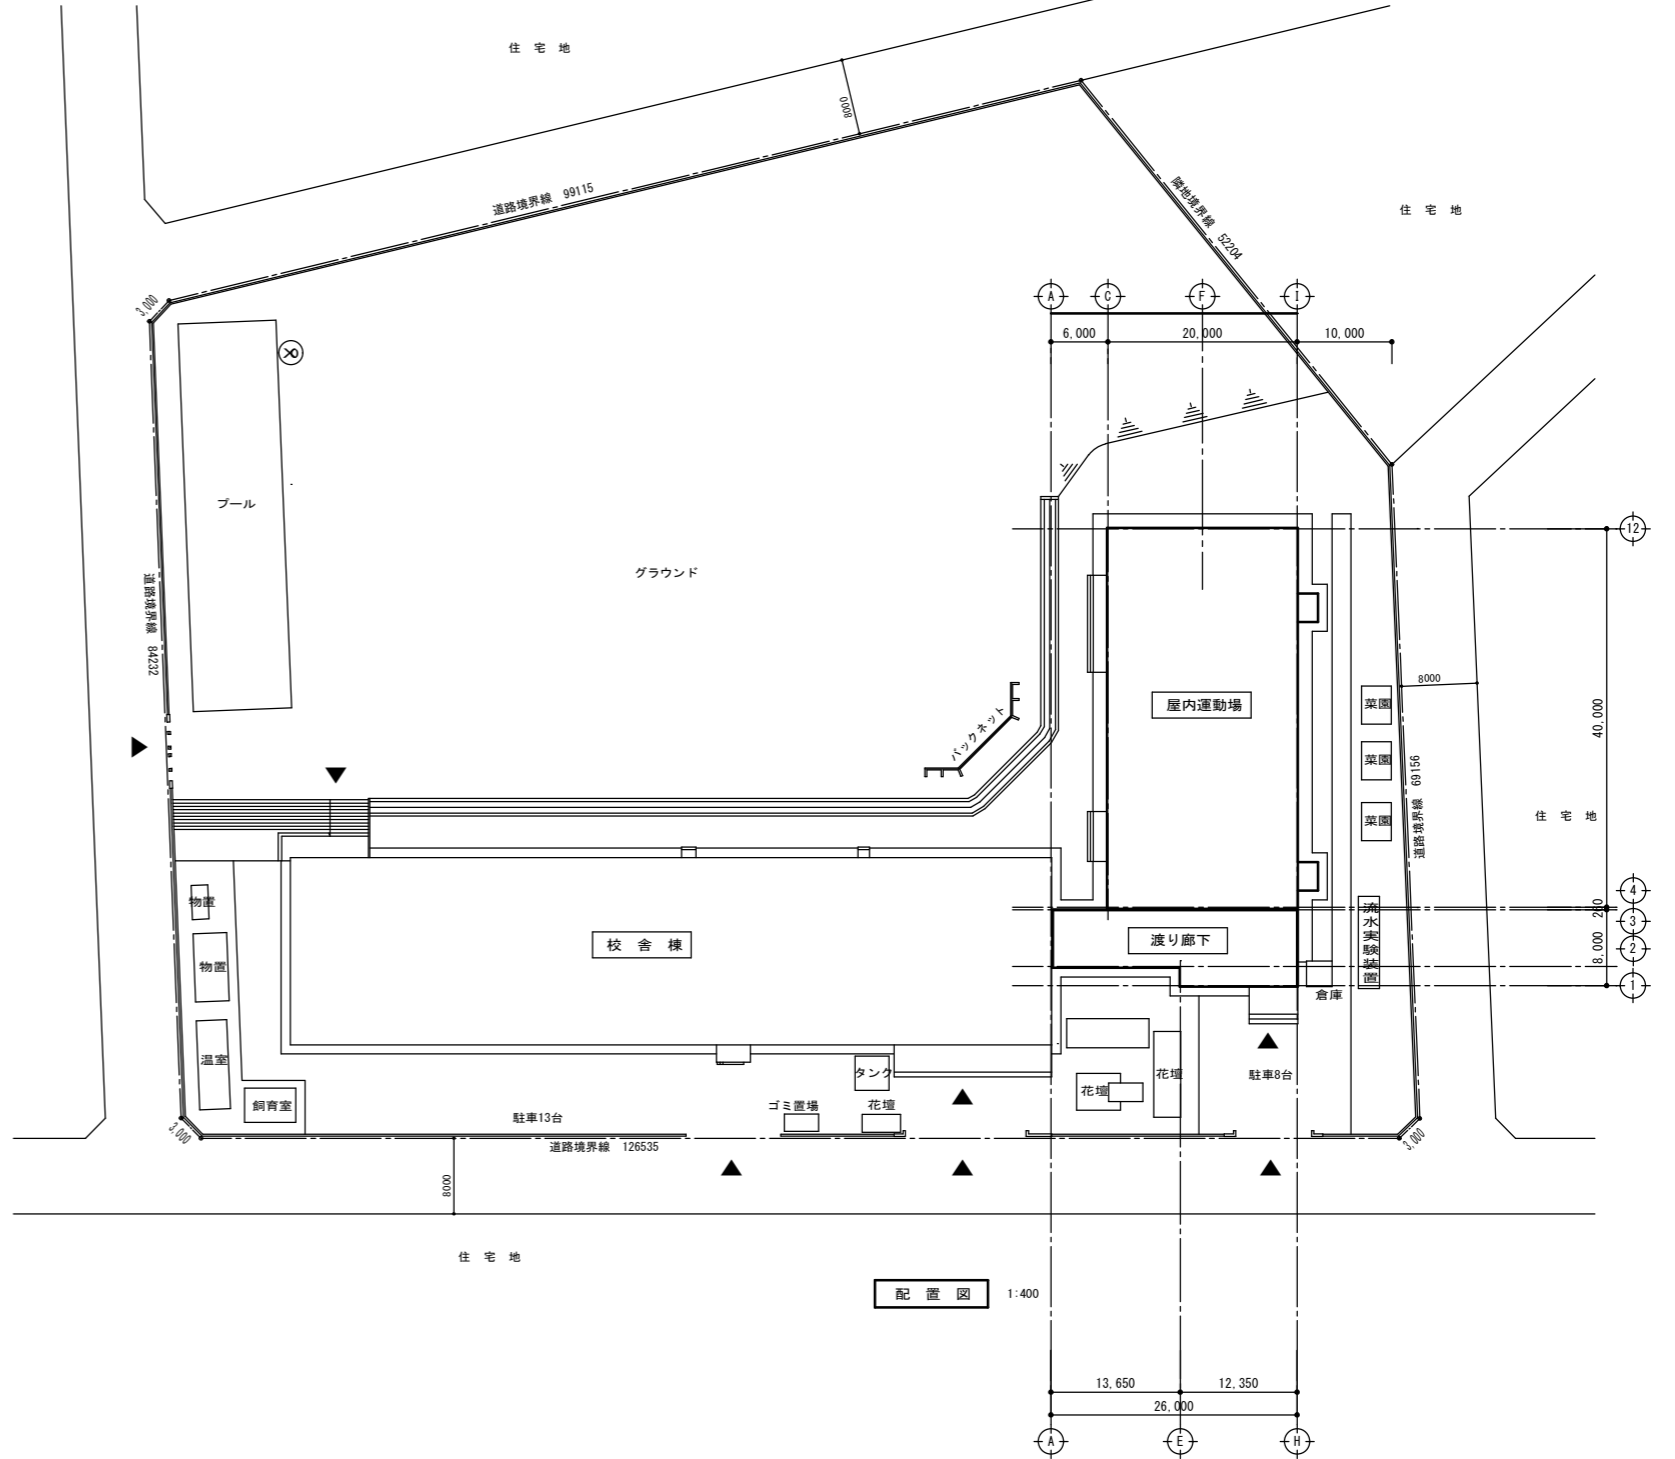 住 宅 地
8000
道路境界線 99115
隣地境界線 52204
住 宅 地
3,000
A
C
F
I
6,000
20,000
10,000
プール
グラウンド
道路境界線 84232
バックネット
屋内運動場
菜園
菜園
菜園
8000
道路境界線 69156
住 宅 地
12
40,000
4
3
2
1
8,000
物置
物置
温室
飼育室
校 舎 棟
渡り廊下
流水実験装置
倉庫
タンク
花壇
花壇
駐車8台
ゴミ置場
花壇
駐車13台
3,000
3,000
道路境界線 126535
8000
住 宅 地
配 置 図
1:400
13,650
12,350
26,000
A
E
H